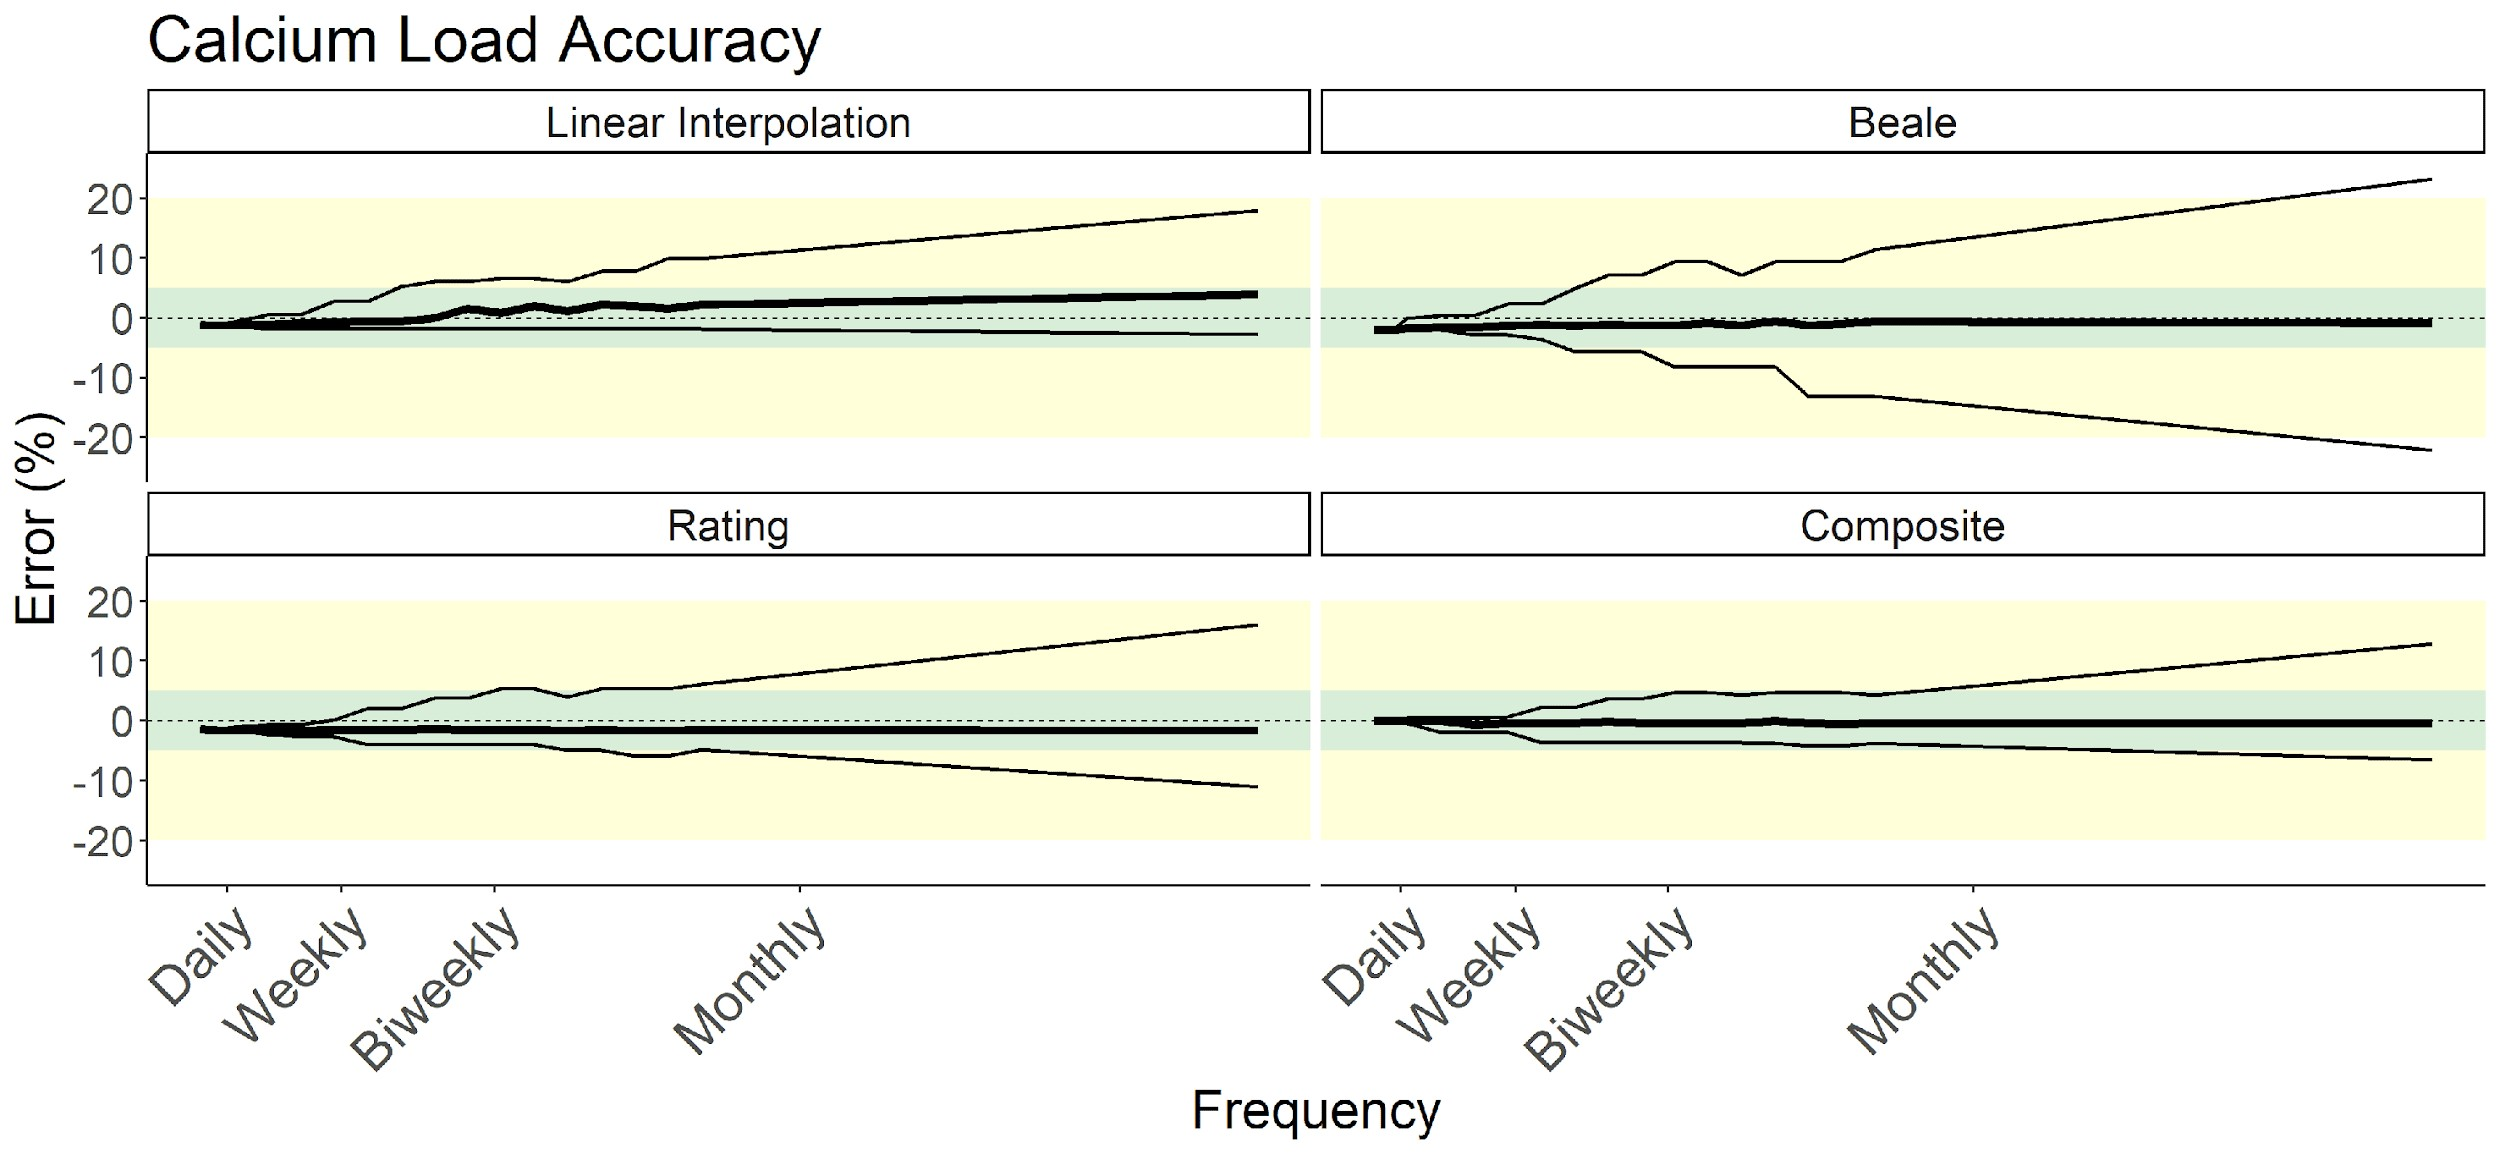 Calcium Load Accuracy
Linear Interpolation
Beale
20
10
0
-10
-20
Rating
Composite
20
10
0
-10
-20
Error (%)
Daily
Weekly
Biweekly
Monthly
Daily
Weekly
Biweekly
Monthly
Frequency